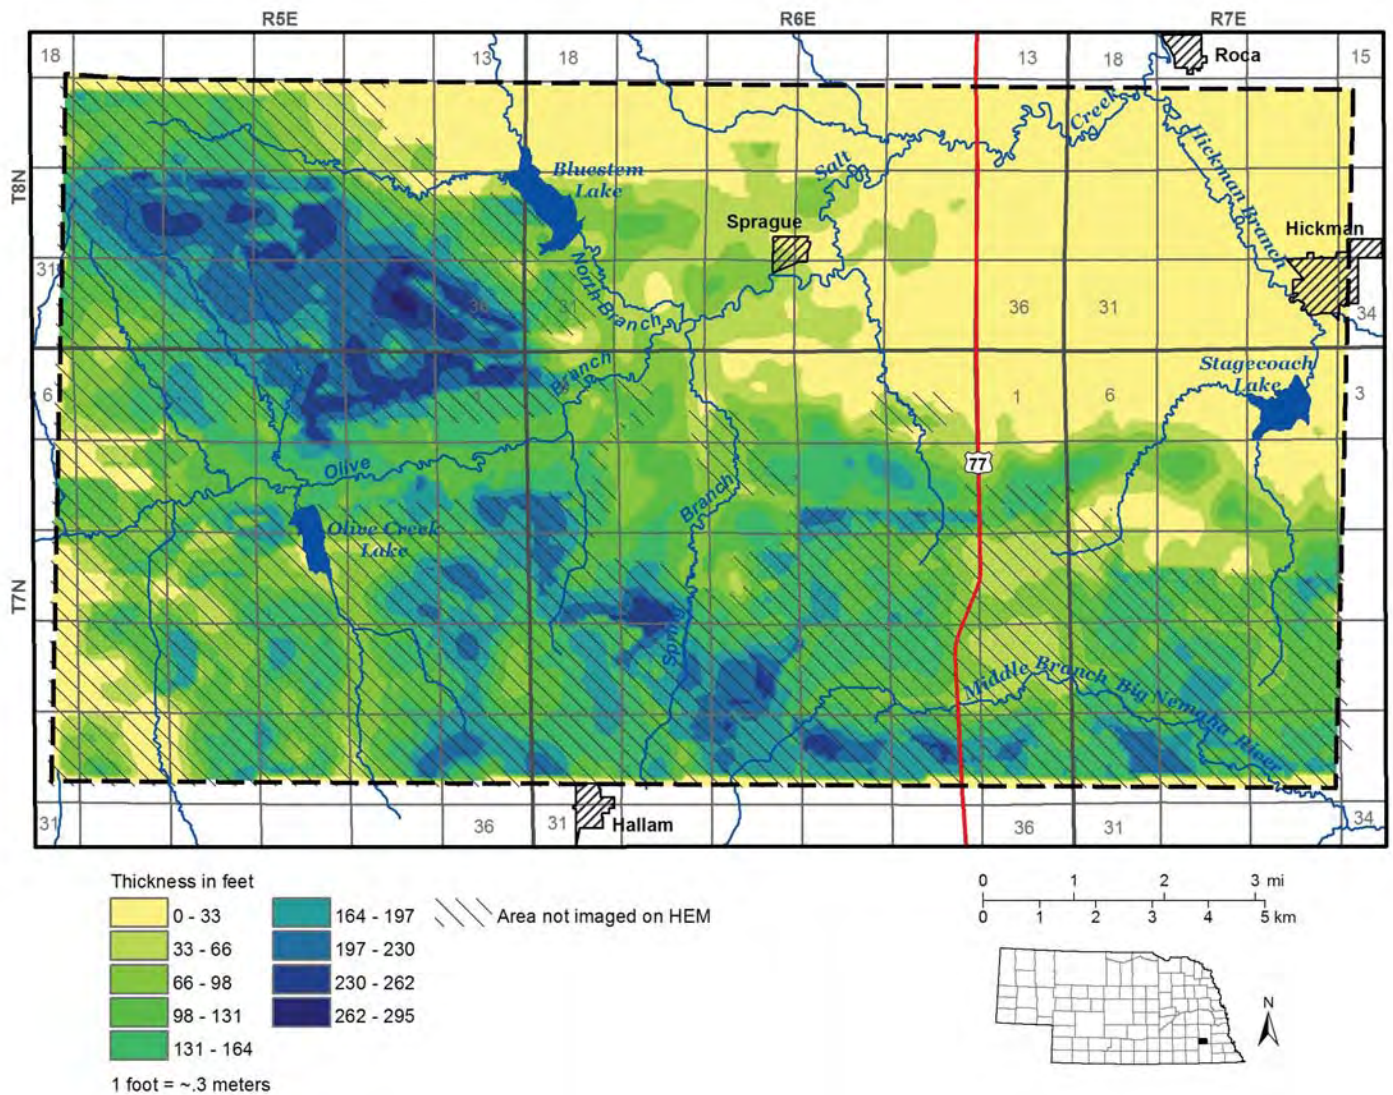 R5E R6E R7E
18 13 18 13 18 15
Roca
Creek
Hickman Branch
T8N
Bluestem
Lake
Salt
Sprague
Hickman
31 36 31 36 31 34
North Branch
Branch
Stagecoach
Lake
6 1 6 3
77
Olive
Branch
Olive Creek
Lake
T7N
Spring
Middle Branch Big Nemaha River
31 36 31 36 31 34
Hallam
Thickness in feet
0 - 33
33 - 66
66 - 98
98 - 131
131 - 164
164 - 197
197 - 230
230 - 262
262 - 295
Area not imaged on HEM
1 foot = ~.3 meters
0 1 2 3 mi
0 1 2 3 4 5 km
N